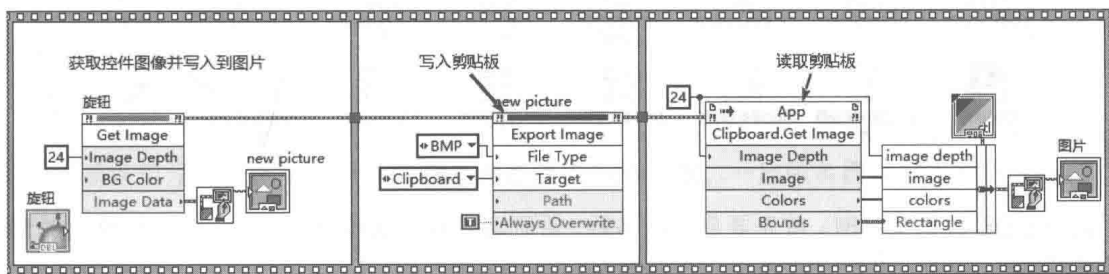 获取控件图像并写入到图片
旋钮
Get Image
24
Image Depth
BG Color
Image Data
new picture
旋钮
DBL
写入剪贴板
new picture
Export Image
BMP
File Type
Clipboard
Target
Path
T
Always Overwrite
读取剪贴板
24
App
Clipboard.Get Image
Image Depth
Image
Colors
Bounds
image depth
image
colors
Rectangle
图片